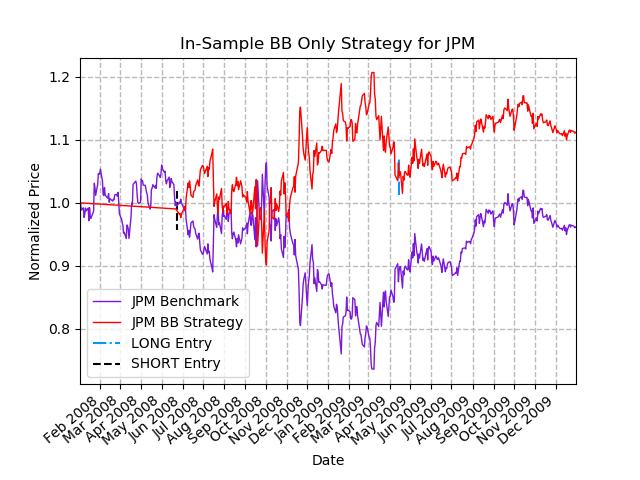 In-Sample BB Only Strategy for JPM
Normalized Price
1.2
1.1
1.0
0.9
0.8
JPM Benchmark
JPM BB Strategy
LONG Entry
SHORT Entry
Feb 2008
Mar 2008
Apr 2008
May 2008
Jun 2008
Jul 2008
Aug 2008
Sep 2008
Oct 2008
Nov 2008
Dec 2008
Jan 2009
Feb 2009
Mar 2009
Apr 2009
May 2009
Jun 2009
Jul 2009
Aug 2009
Sep 2009
Oct 2009
Nov 2009
Dec 2009
Date